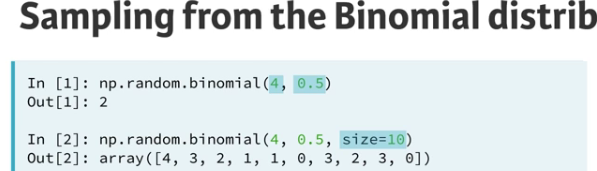 Sampling from the Binomial distrib
In [1]: np.random.binomial(4, 0.5)
Out[1]: 2
In [2]: np.random.binomial(4, 0.5, size=10)
Out[2]: array([4, 3, 2, 1, 1, 0, 3, 2, 3, 0])